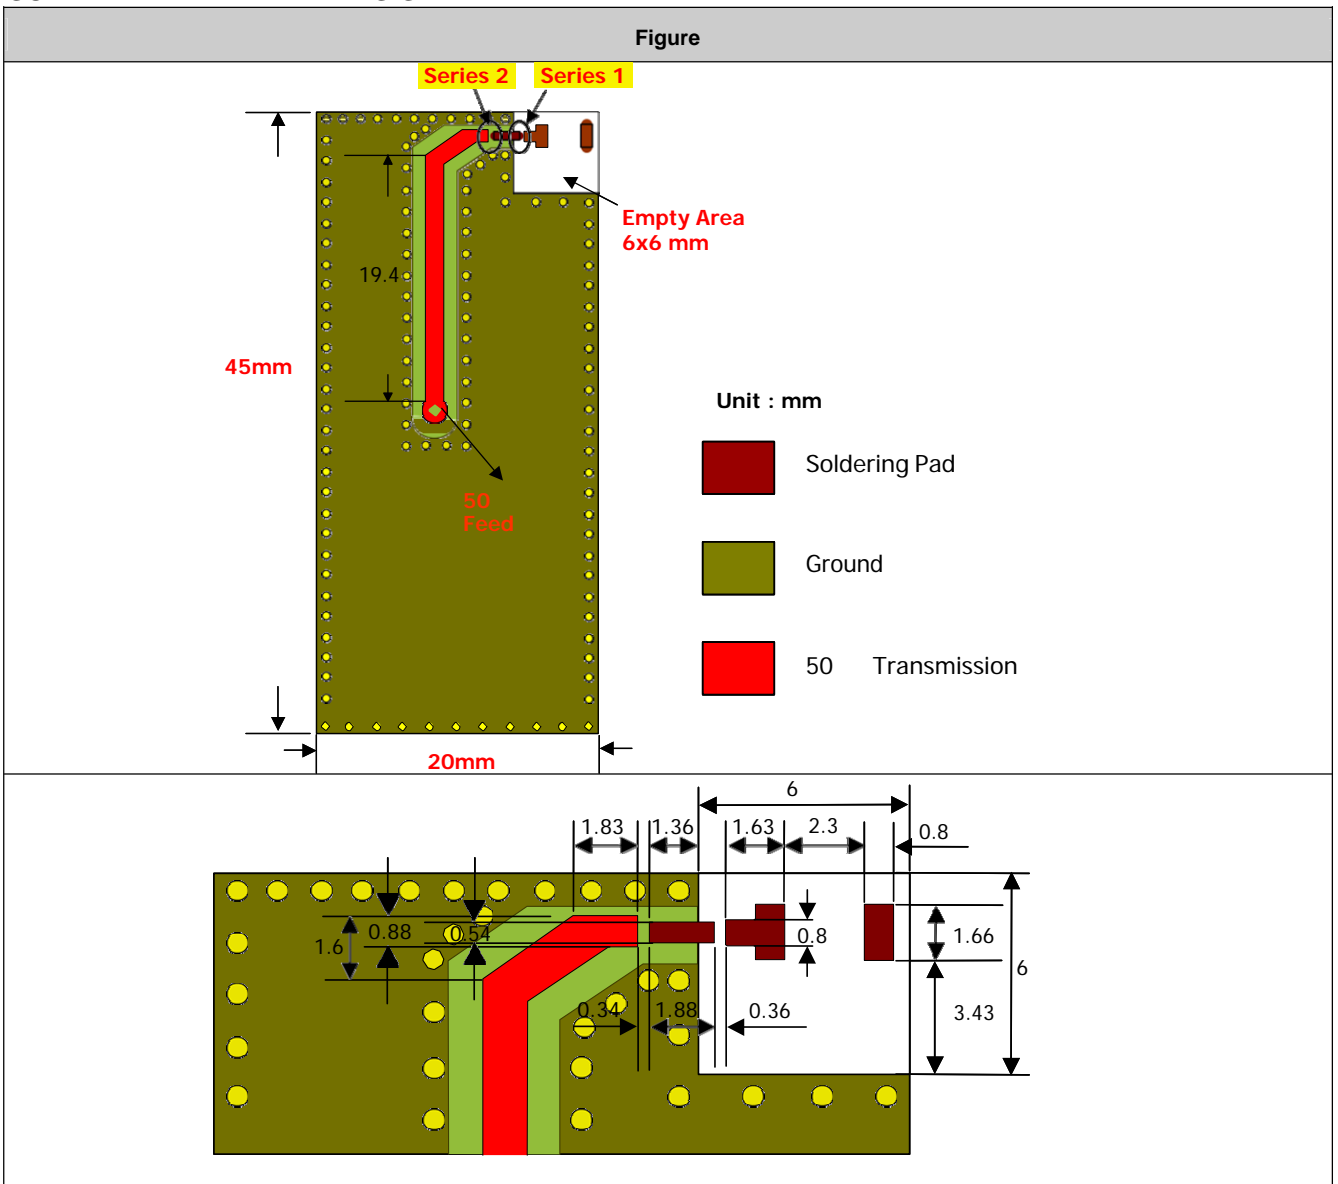 Figure
Series 2
Series 1
Empty Area
6x6 mm
19.4
45mm
50
Feed
20mm
Unit : mm
Soldering Pad
Ground
50 Transmission
6
1.83
1.36
1.63
2.3
0.8
1.6
0.88
0.54
0.8
1.66
6
0.34
1.88
0.36
3.43